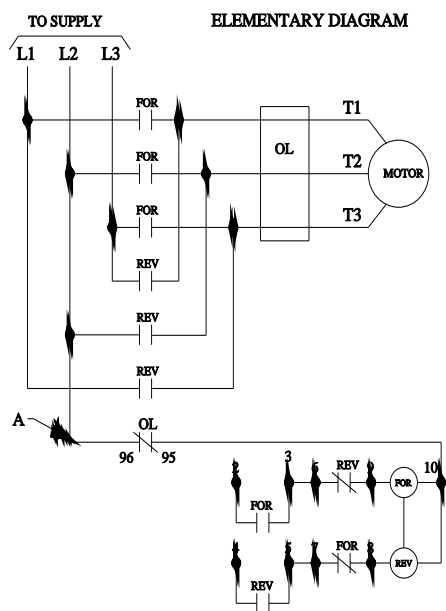 TO SUPPLY ELEMENTARY DIAGRAM
L1 L2 L3
FOR T1
OL
FOR T2
MOTOR
FOR T3
REV
REV
REV
A OL
96 95
2 3 6 REV 9 FOR 10
FOR
4 5 7 FOR 8 REV
REV